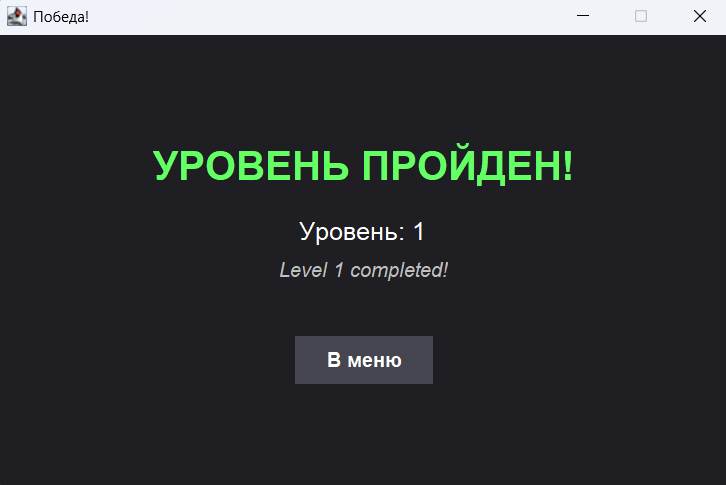 Победа!
УРОВЕНЬ ПРОЙДЕН!
Уровень: 1
Level 1 completed!
В меню